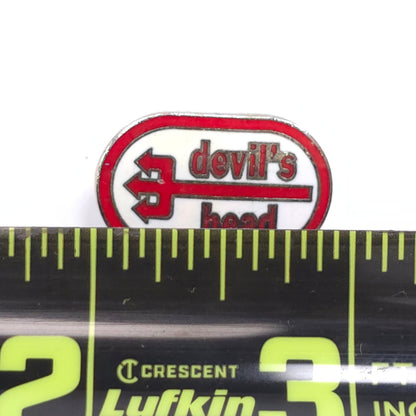 devil's
head
2 CRESCENT 3
Lufkin